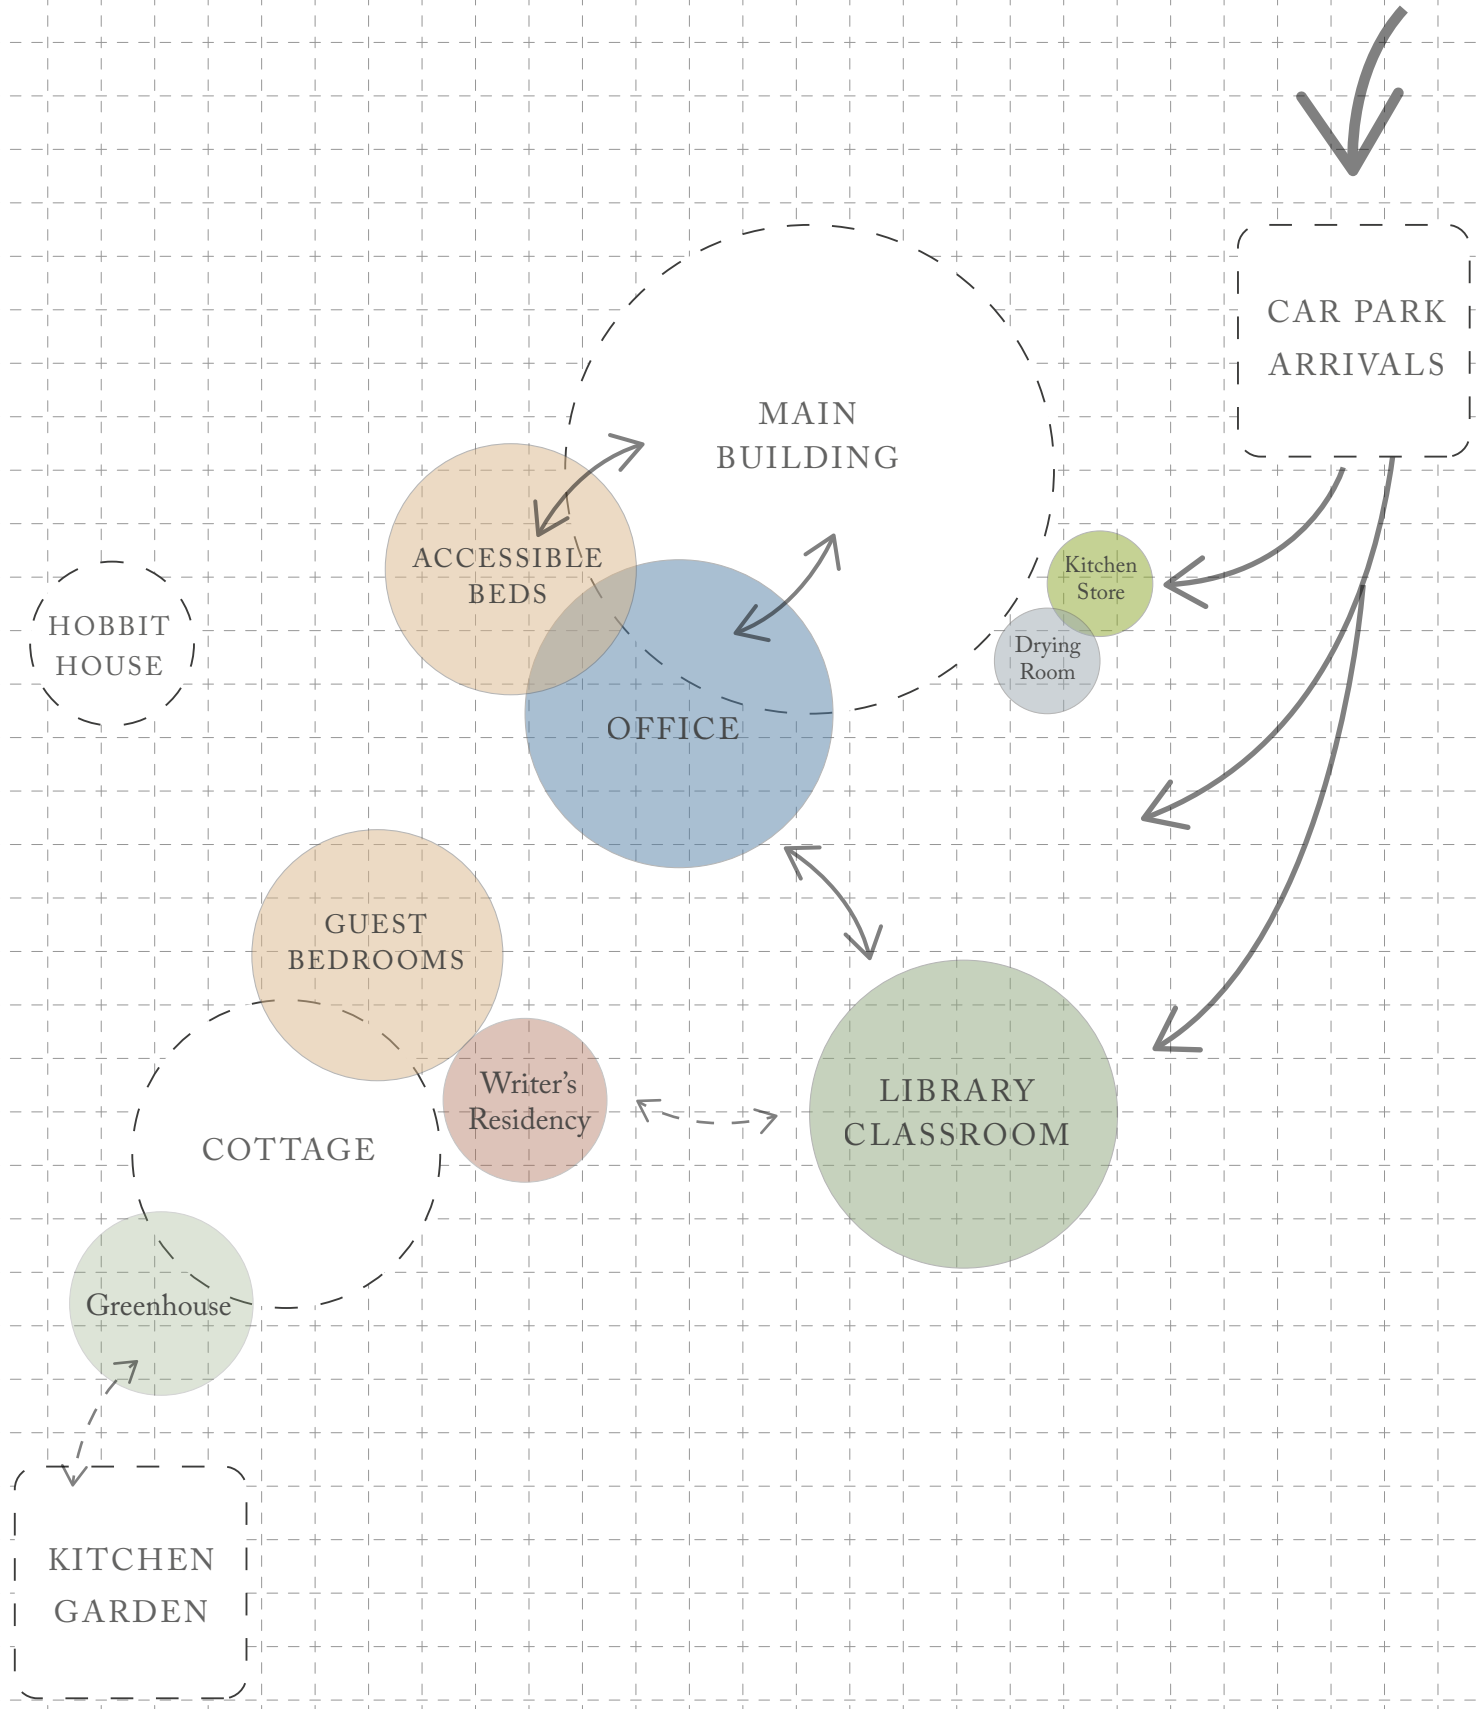 CAR PARK
ARRIVALS
MAIN
BUILDING
ACCESSIBLE
BEDS
Kitchen
Store
HOBBIT
HOUSE
Drying
Room
OFFICE
GUEST
BEDROOMS
Writer’s
Residency
LIBRARY
CLASSROOM
COTTAGE
Greenhouse
KITCHEN
GARDEN